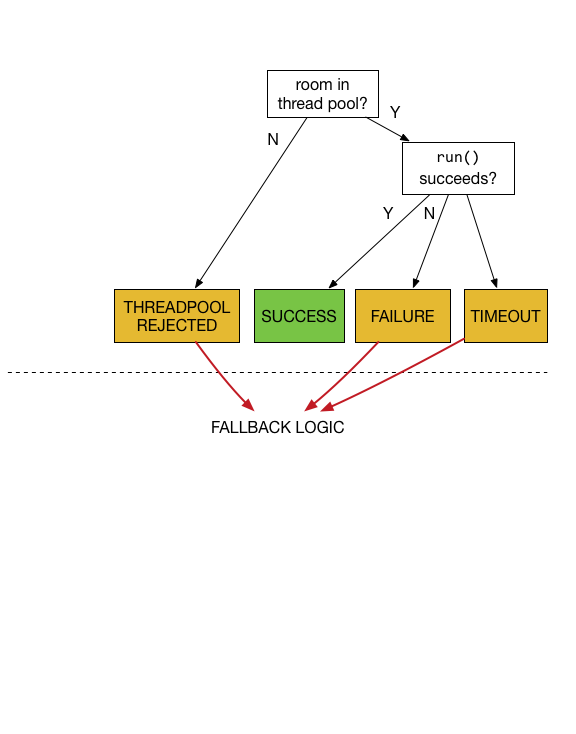 room in
thread pool?
Y
N
run()
succeeds?
Y
N
THREADPOOL
REJECTED
SUCCESS
FAILURE
TIMEOUT
FALLBACK LOGIC